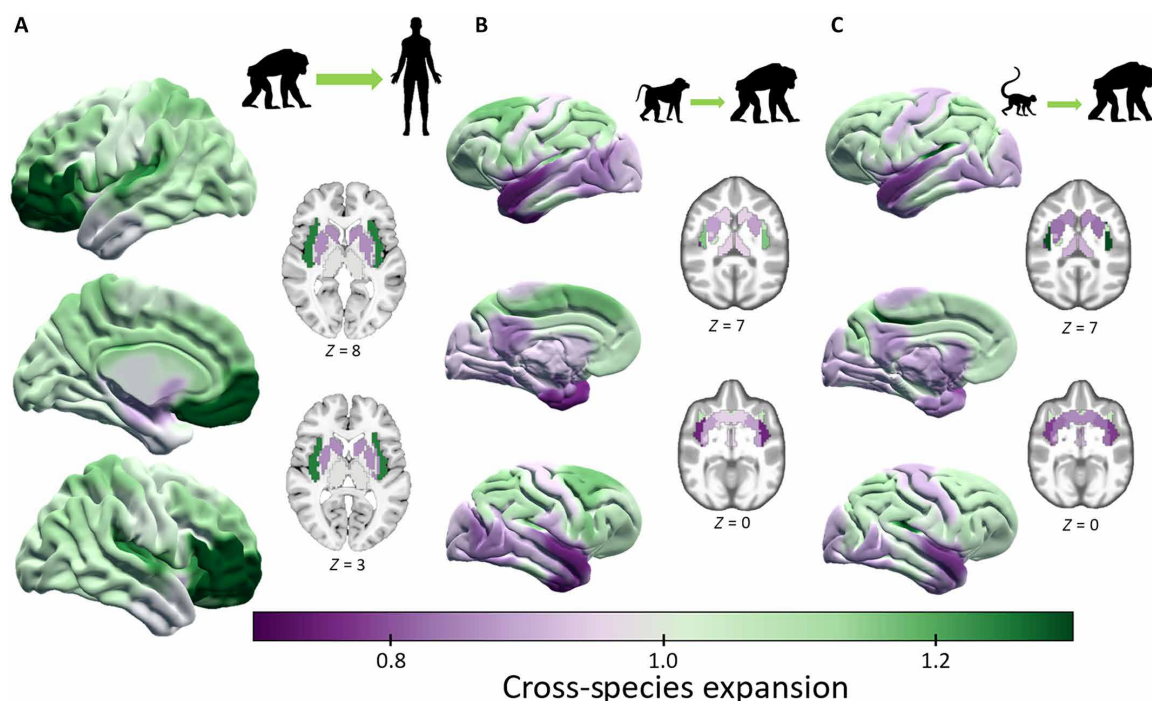 A
B
C
Z = 8
Z = 7
Z = 7
Z = 3
Z = 0
Z = 0
0.8
1.0
1.2
Cross-species expansion